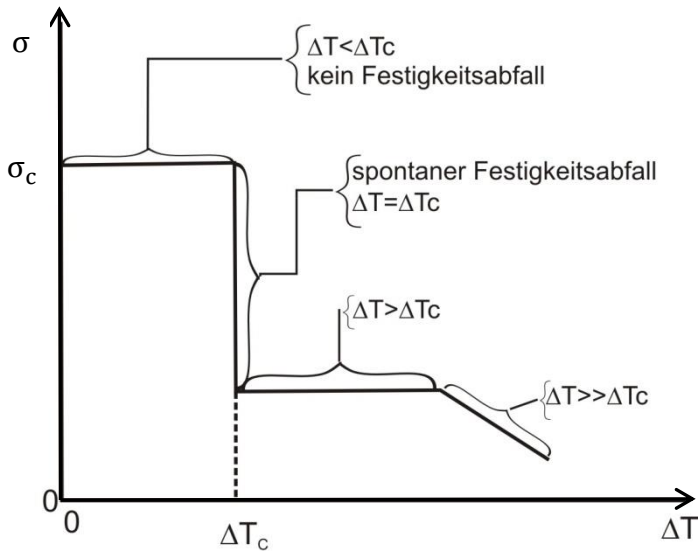 σ
ΔT<ΔTc
kein Festigkeitsabfall
σc
spontaner Festigkeitsabfall
ΔT=ΔTc
ΔT>ΔTc
ΔT>>ΔTc
0
0
ΔTc
ΔT